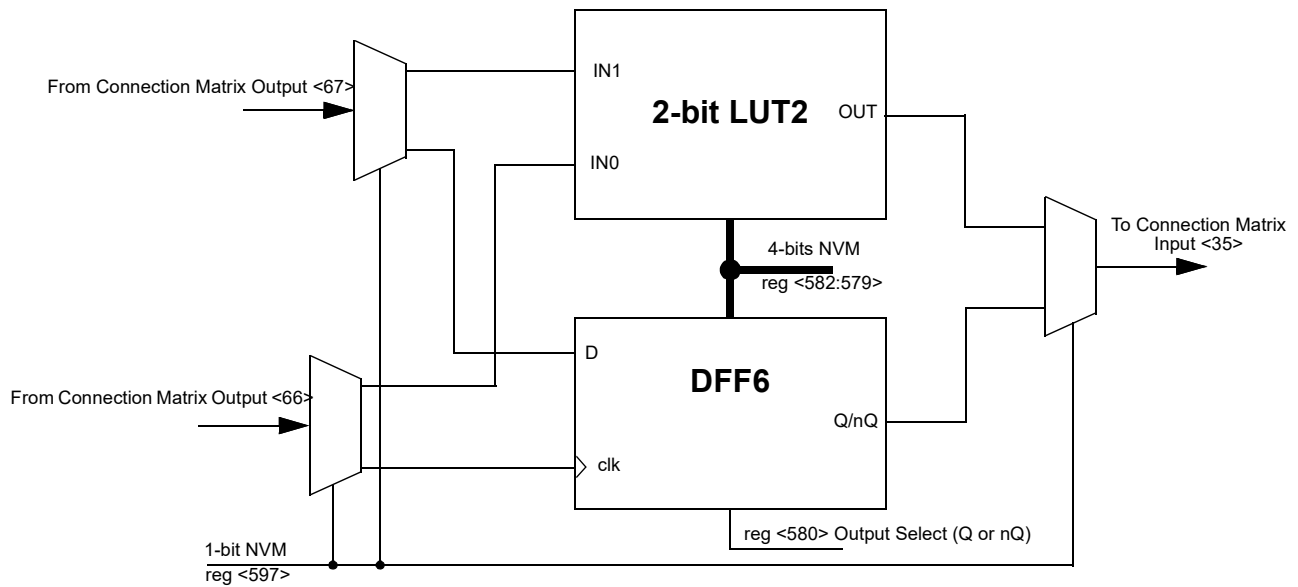 From Connection Matrix Output <67>
IN1
2-bit LUT2
OUT
IN0
To Connection Matrix
Input <35>
4-bits NVM
reg <582:579>
D
DFF6
From Connection Matrix Output <66>
Q/nQ
clk
reg <580> Output Select (Q or nQ)
1-bit NVM
reg <597>